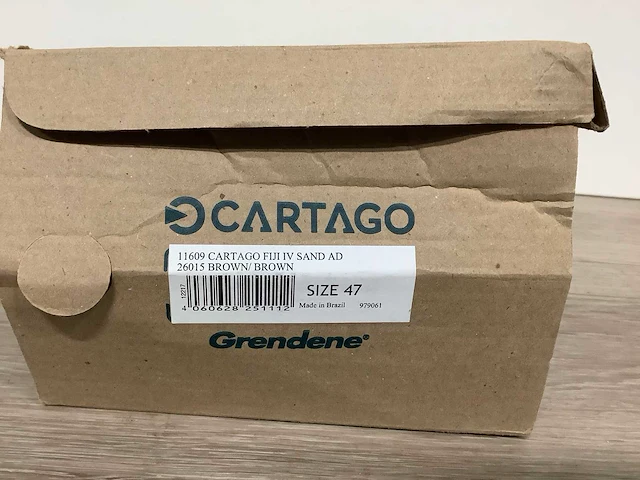 CARTAGO
11609 CARTAGO FIJI IV SAND AD
26015 BROWN/ BROWN
12217
SIZE 47
4 060628 251112
Made in Brazil 979061
Grendene®